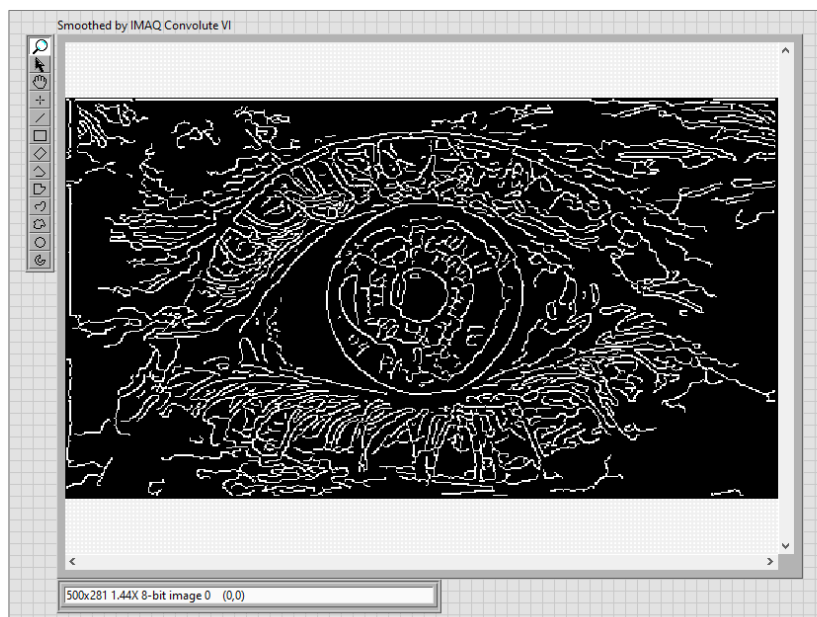 Smoothed by IMAQ Convolute VI
500x281 1.44X 8-bit image 0 (0,0)